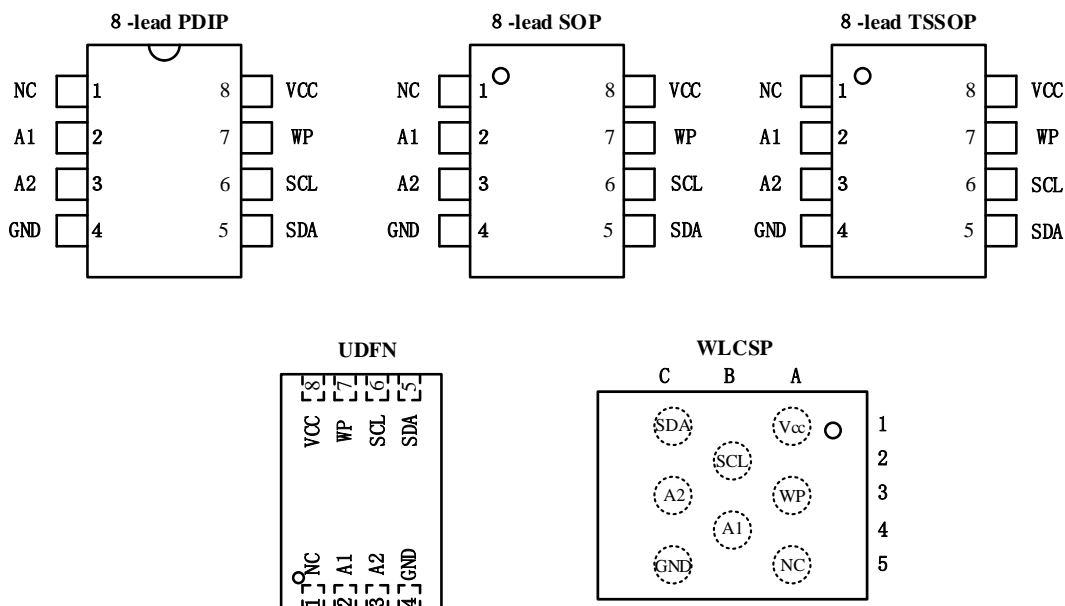 8 -lead PDIP
NC 1 8 VCC
A1 2 7 WP
A2 3 6 SCL
GND 4 5 SDA
8 -lead SOP
NC 1 8 VCC
A1 2 7 WP
A2 3 6 SCL
GND 4 5 SDA
8 -lead TSSOP
NC 1 8 VCC
A1 2 7 WP
A2 3 6 SCL
GND 4 5 SDA
UDFN
8 7 6 5
VCC WP SCL SDA
NC A1 A2 GND
1 2 3 4
WLCSP
C B A
SDA Vcc 1
SCL 2
A2 WP 3
A1 4
GND NC 5